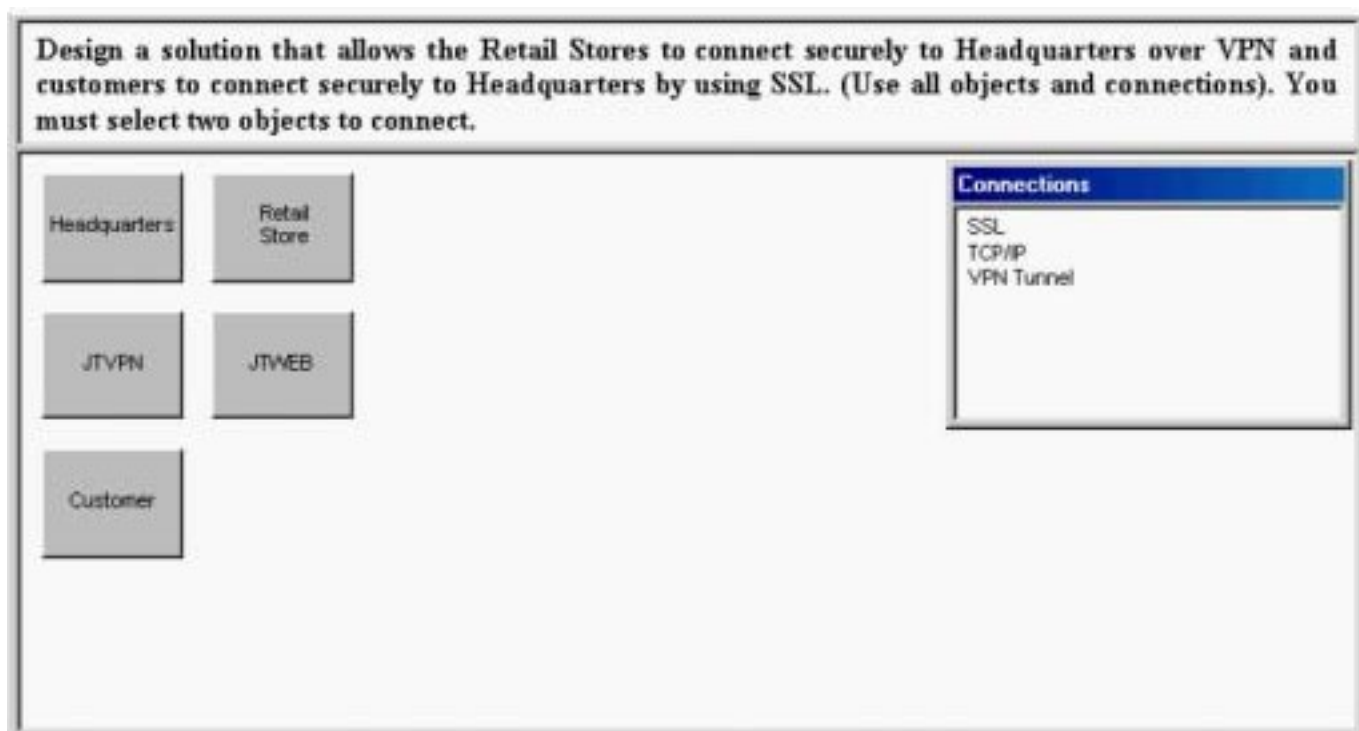 Design a solution that allows the Retail Stores to connect securely to Headquarters over VPN and
customers to connect securely to Headquarters by using SSL. (Use all objects and connections). You
must select two objects to connect.
Headquarters
Retail
Store
Connections
SSL
TCP/IP
VPN Tunnel
JTVPN
JTWEB
Customer